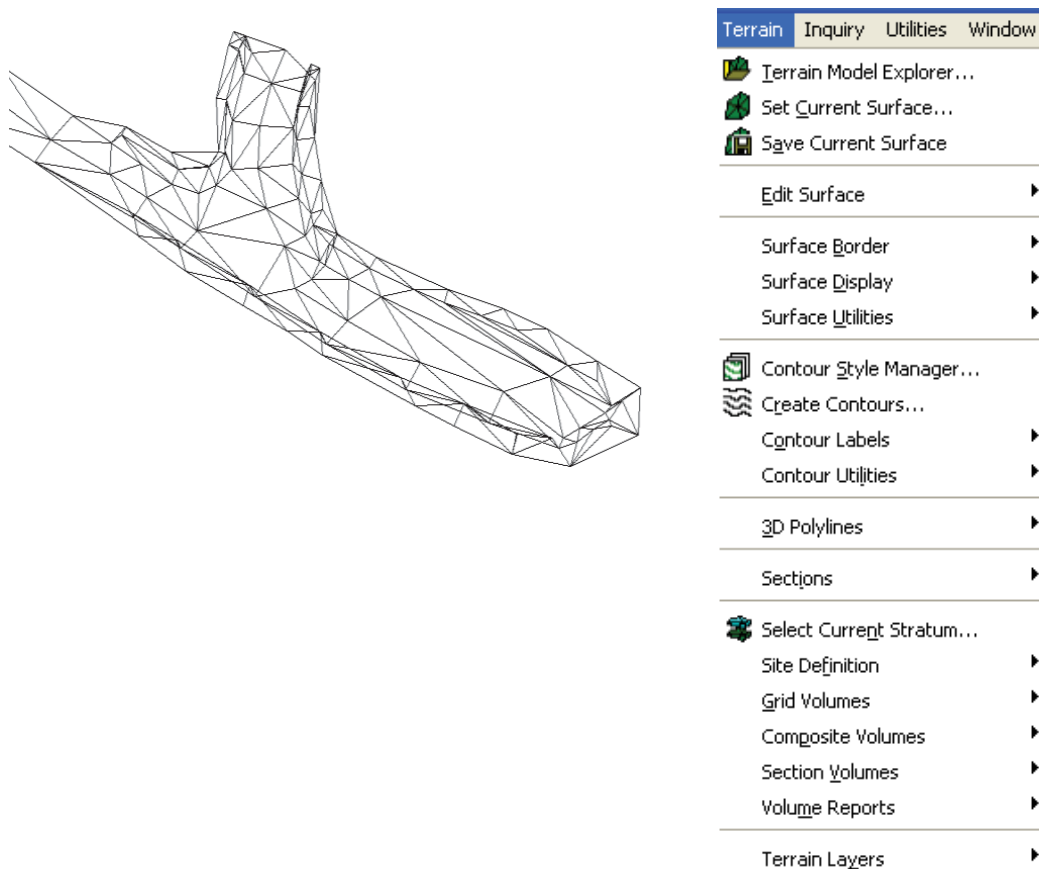 Terrain Inquiry Utilities Window
Terrain Model Explorer...
Set Current Surface...
Save Current Surface
Edit Surface
Surface Border
Surface Display
Surface Utilities
Contour Style Manager...
Create Contours...
Contour Labels
Contour Utilities
3D Polylines
Sections
Select Current Stratum...
Site Definition
Grid Volumes
Composite Volumes
Section Volumes
Volume Reports
Terrain Layers